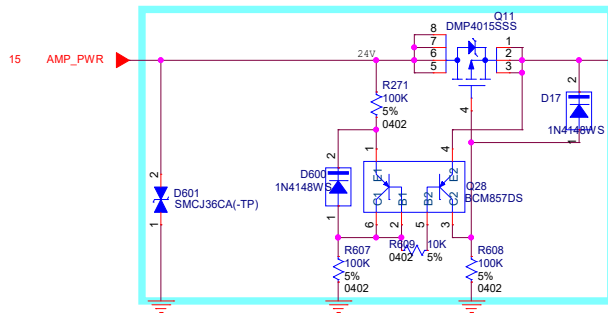 Q11
DMP4015SSS
8
7
6
5
1
2
3
4
15 AMP_PWR
24V
R271
100K
5%
0402
D17
2
1N4148WS
1
2
D600
1N4148WS
1
1
4
E1
E2
Q28
BCM857DS
C1
B1
B2
C2
6
2
5
3
2
D601
SMCJ36CA(-TP)
1
R609
10K
0402
5%
R607
100K
5%
0402
R608
100K
5%
0402